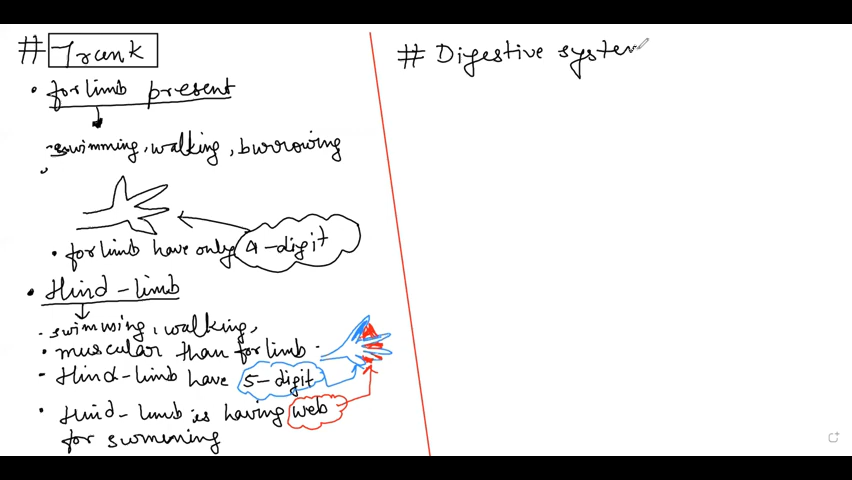 # Trunk
• forlimb present
- swimming, walking, burrowing
• forlimb have only 4-digit
• Hind-limb
- swimming, walking,
• muscular than forlimb -
- Hind-limb have 5-digit
• Hind-limb is having web
for swimming
# Digestive system